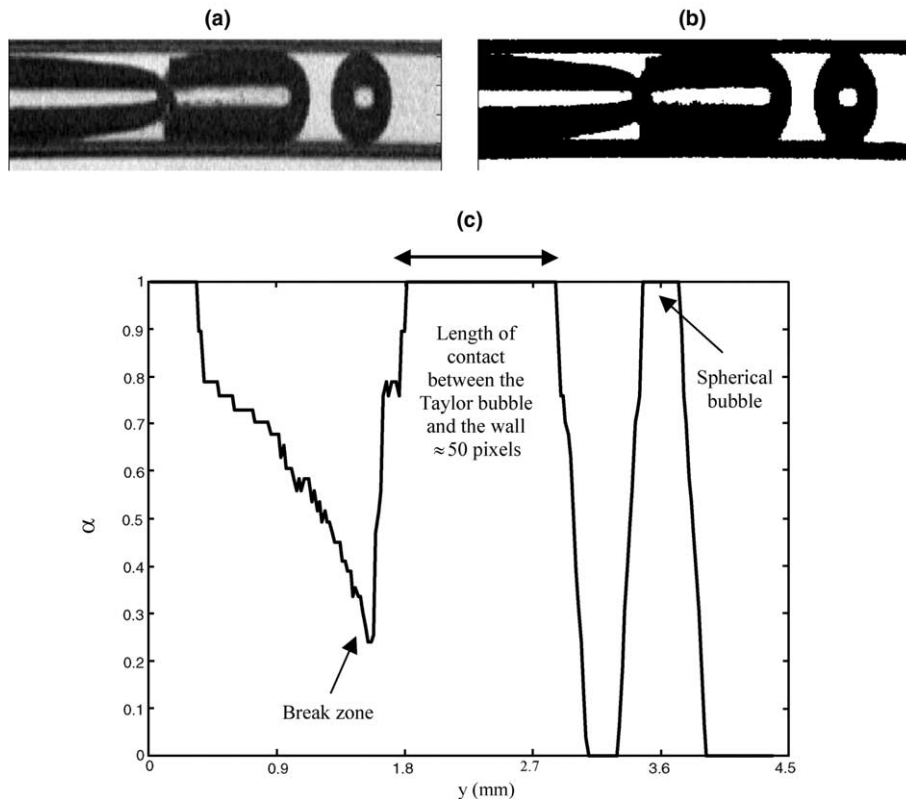 (a)
(b)
(c)
1
0.9
0.8
0.7
0.6
0.5
0.4
0.3
0.2
0.1
0
α
Length of
contact
between the
Taylor bubble
and the wall
≈50 pixels
Spherical
bubble
Break zone
0
0.9
1.8
2.7
3.6
4.5
y (mm)